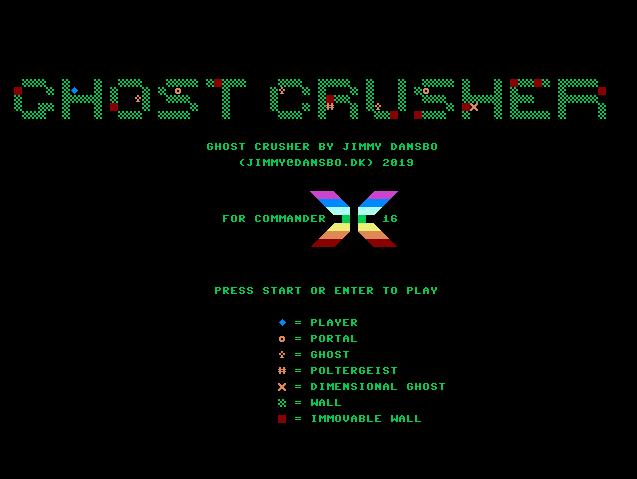 GHOST CRUSHER
GHOST CRUSHER BY JIMMY DANSBO
(JIMMY@DANSBO.DK) 2019
FOR COMMANDER X 16
PRESS START OR ENTER TO PLAY
= PLAYER
= PORTAL
= GHOST
= POLTERGEIST
= DIMENSIONAL GHOST
= WALL
= IMMOVABLE WALL